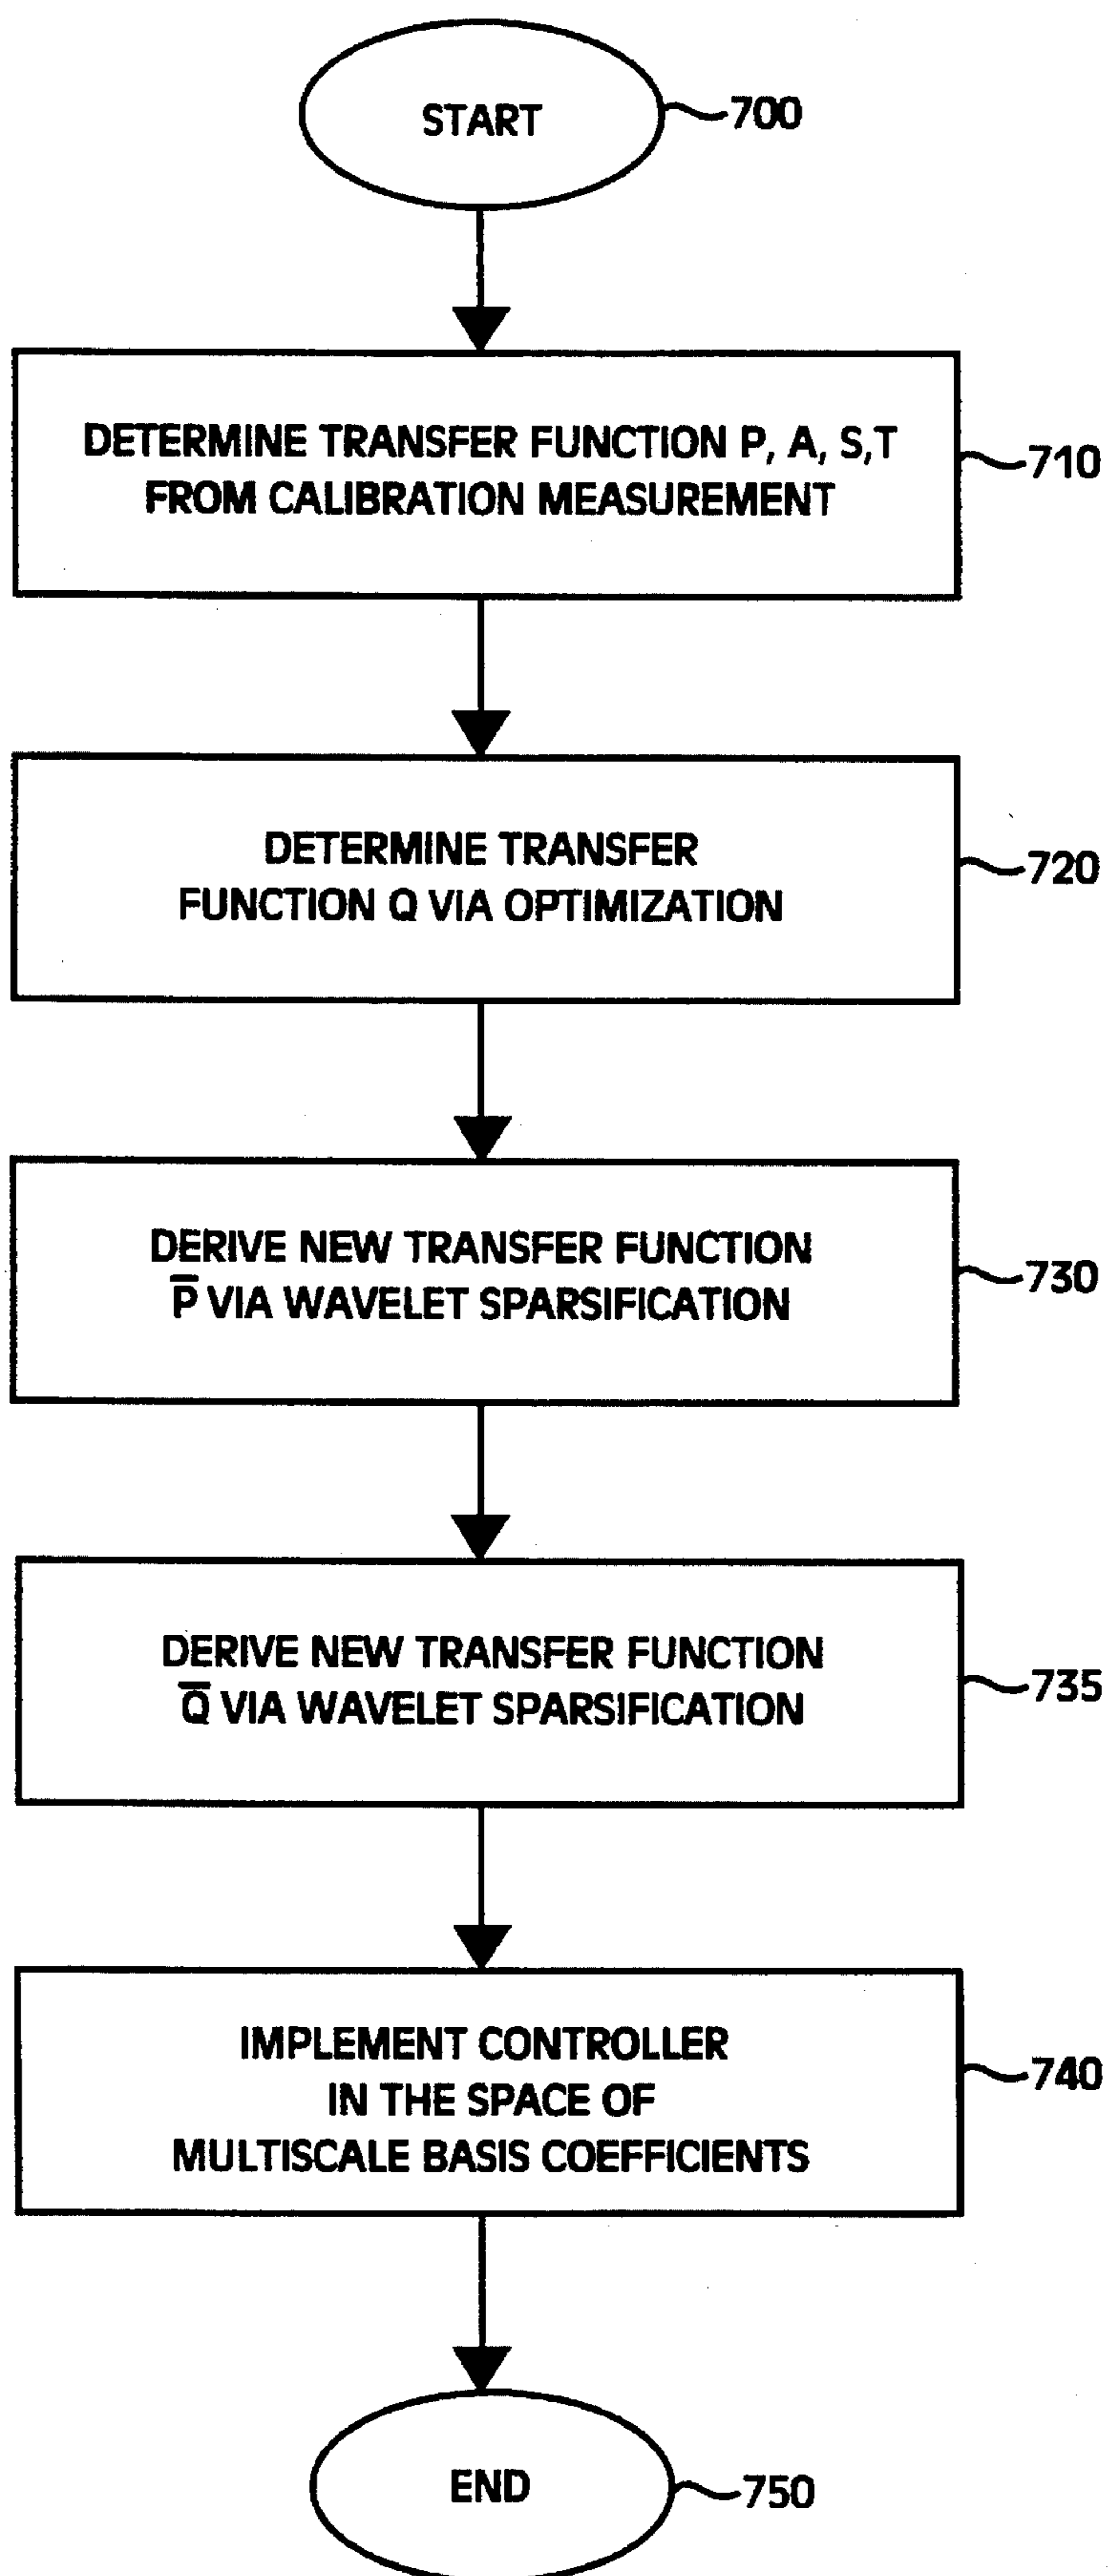 START
700
DETERMINE TRANSFER FUNCTION P, A, S,T
FROM CALIBRATION MEASUREMENT
710
DETERMINE TRANSFER
FUNCTION Q VIA OPTIMIZATION
720
DERIVE NEW TRANSFER FUNCTION
P̅ VIA WAVELET SPARSIFICATION
730
DERIVE NEW TRANSFER FUNCTION
Q̅ VIA WAVELET SPARSIFICATION
735
IMPLEMENT CONTROLLER
IN THE SPACE OF
MULTISCALE BASIS COEFFICIENTS
740
END
750